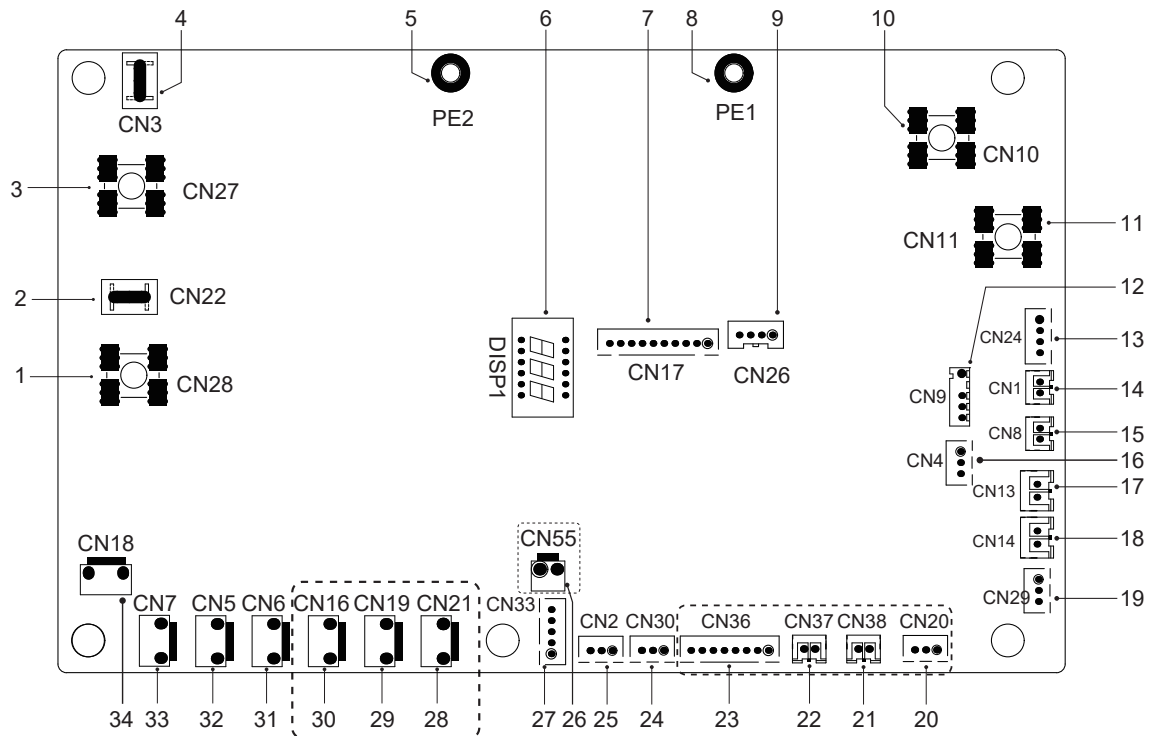 4 5 6 7 8 9 10
CN3 PE2 PE1 CN10
3 CN27
CN11 11
2 CN22
12
CN24 13
DISP1 CN17 CN26
1 CN28
CN9 CN1 14
CN8 15
CN4 16
CN13 17
CN18 CN55 CN14 18
CN7 CN5 CN6 CN16 CN19 CN21 CN33 CN2 CN30 CN36 CN37 CN38 CN20 CN29 19
34 33 32 31 30 29 28 27 26 25 24 23 22 21 20